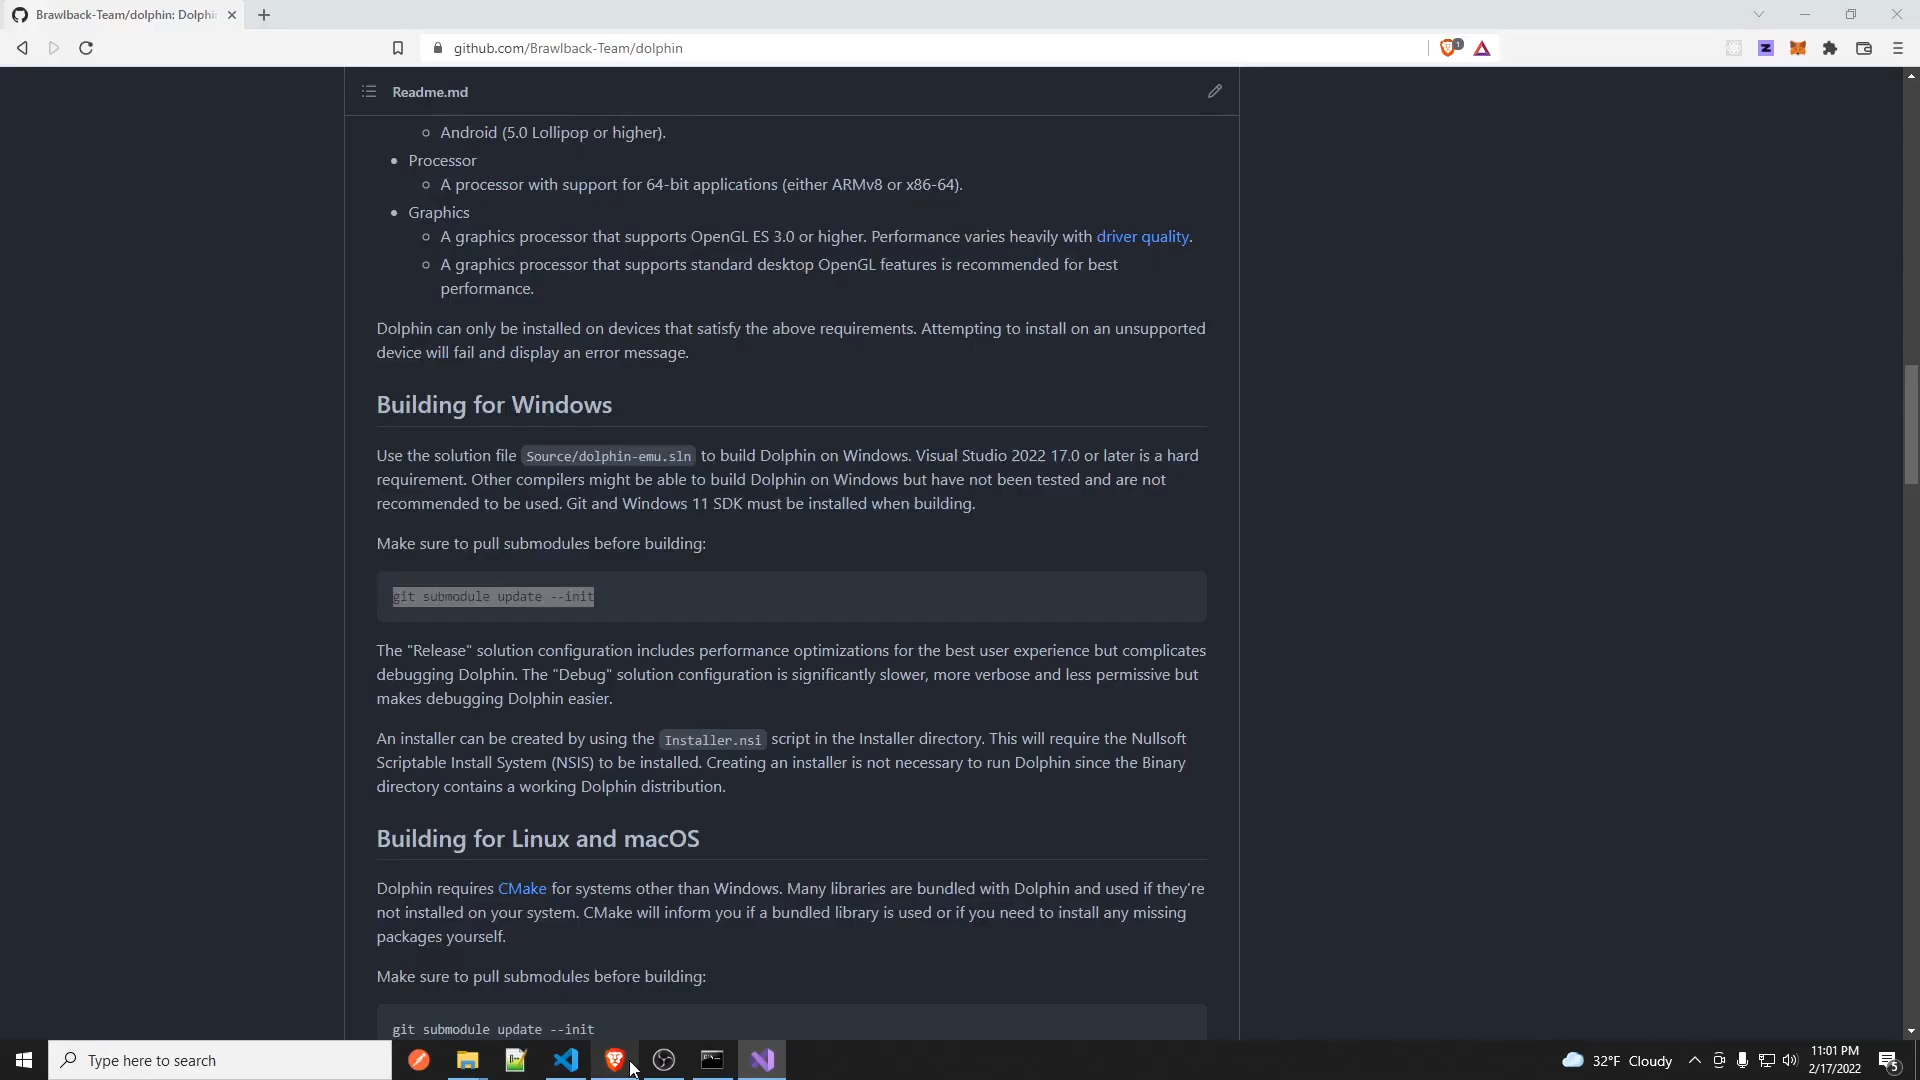 Brawlback-Team/dolphin: Dolphi
github.com/Brawlback-Team/dolphin
1
Readme.md
Android (5.0 Lollipop or higher).
Processor
A processor with support for 64-bit applications (either ARMv8 or x86-64).
Graphics
A graphics processor that supports OpenGL ES 3.0 or higher. Performance varies heavily with driver quality.
A graphics processor that supports standard desktop OpenGL features is recommended for best
performance.
Dolphin can only be installed on devices that satisfy the above requirements. Attempting to install on an unsupported
device will fail and display an error message.
Building for Windows
Use the solution file Source/dolphin-emu.sln to build Dolphin on Windows. Visual Studio 2022 17.0 or later is a hard
requirement. Other compilers might be able to build Dolphin on Windows but have not been tested and are not
recommended to be used. Git and Windows 11 SDK must be installed when building.
Make sure to pull submodules before building:
git submodule update --init
The "Release" solution configuration includes performance optimizations for the best user experience but complicates
debugging Dolphin. The "Debug" solution configuration is significantly slower, more verbose and less permissive but
makes debugging Dolphin easier.
An installer can be created by using the Installer.nsi script in the Installer directory. This will require the Nullsoft
Scriptable Install System (NSIS) to be installed. Creating an installer is not necessary to run Dolphin since the Binary
directory contains a working Dolphin distribution.
Building for Linux and macOS
Dolphin requires CMake for systems other than Windows. Many libraries are bundled with Dolphin and used if they're
not installed on your system. CMake will inform you if a bundled library is used or if you need to install any missing
packages yourself.
Make sure to pull submodules before building:
git submodule update --init
Type here to search
32°F Cloudy
11:01 PM
2/17/2022
5